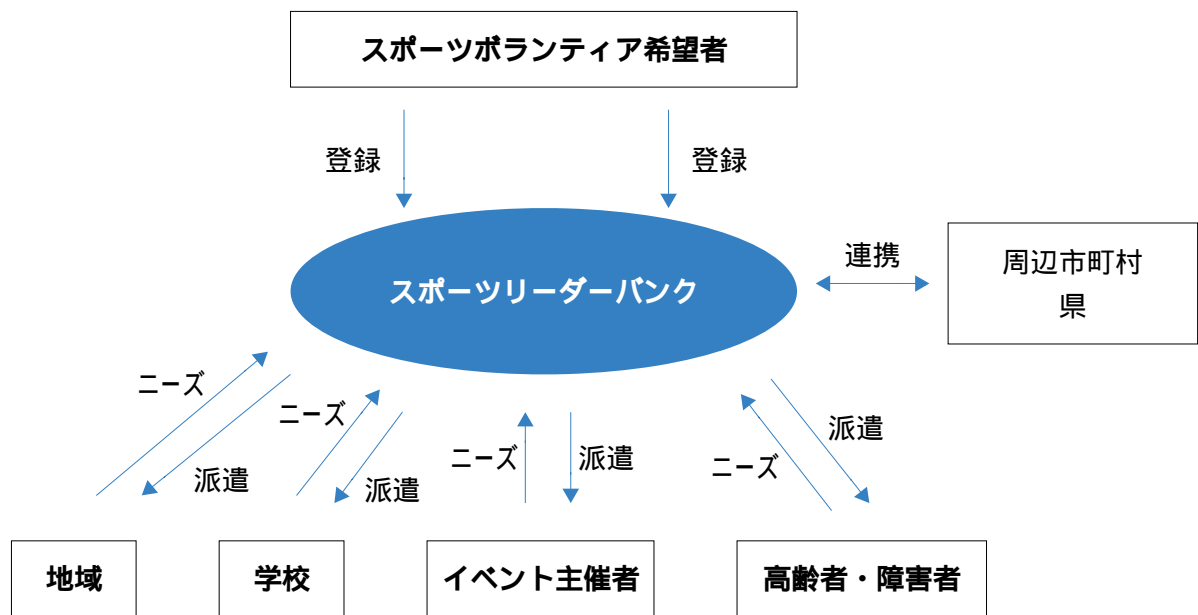 スポーツボランティア希望者
登録
登録
スポーツリーダーバンク
連携
周辺市町村
県
ニーズ
派遣
ニーズ
派遣
ニーズ
派遣
ニーズ
派遣
地域
学校
イベント主催者
高齢者・障害者